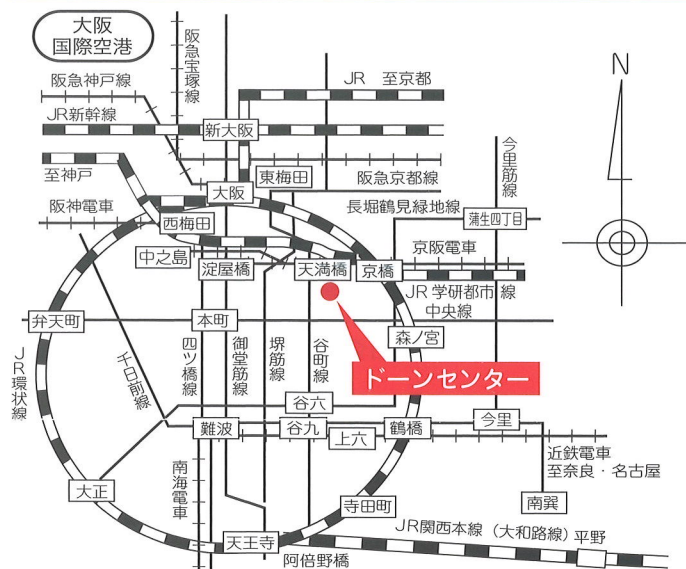 大阪
国際空港
阪急宝塚線
N
阪急神戸線
JR 至京都
JR新幹線
新大阪
今里筋線
至神戸
東梅田
阪急京都線
大阪
長堀鶴見緑地線
阪神電車
西梅田
蒲生四丁目
中之島
京阪電車
淀屋橋
天満橋
京橋
JR学研都市線
中央線
弁天町
本町
森ノ宮
JR環状線
千日前線
四ツ橋線
御堂筋線
堺筋線
谷町線
ドーンセンター
谷六
難波
谷九
上六
鶴橋
今里
近鉄電車
至奈良・名古屋
南海電車
大正
寺田町
南巽
天王寺
阿倍野橋
JR関西本線(大和路線)
平野